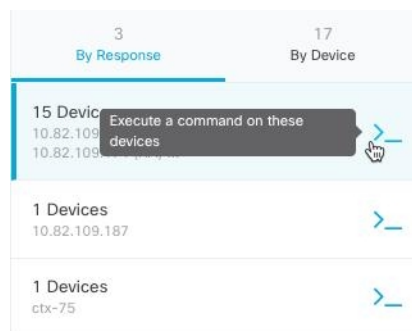 3
By Response
17
By Device
15 Devic
Execute a command on these
devices
10.82.109
10.82.109.
1 Devices
10.82.109.187
1 Devices
ctx-75